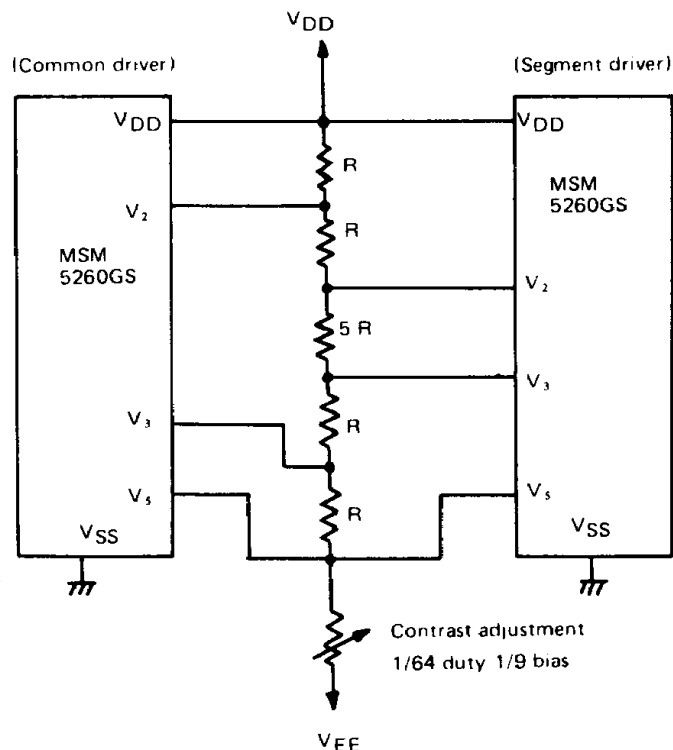 VDD
(Common driver)
(Segment driver)
VDD
VDD
R
MSM
5260GS
V2
R
MSM
5260GS
V2
5 R
V3
V3
R
V5
R
V5
VSS
VSS
Contrast adjustment
1/64 duty 1/9 bias
VEE